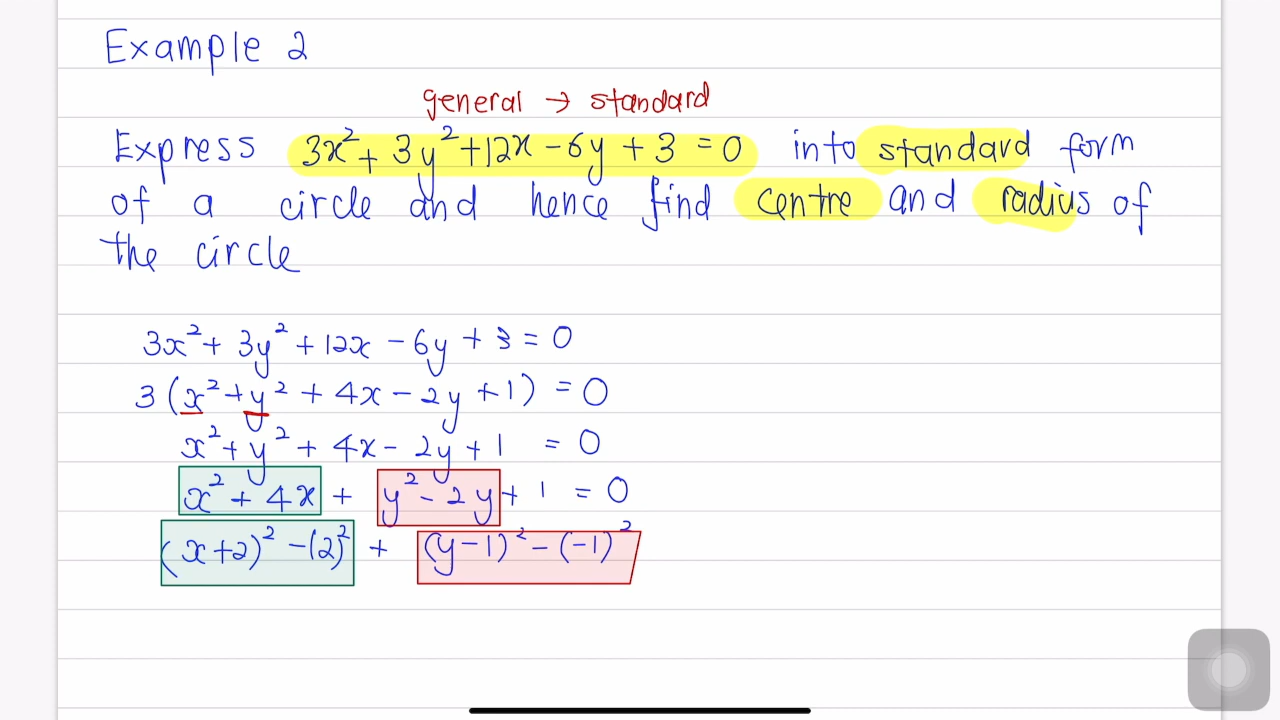 Example 2
general → standard
Express 3x² + 3y² + 12x − 6y + 3 = 0 into standard form
of a circle and hence find centre and radius of
the circle
3x² + 3y² + 12x − 6y + 3 = 0
3 (x² + y² + 4x − 2y + 1) = 0
x² + y² + 4x − 2y + 1 = 0
x² + 4x + y² − 2y + 1 = 0
(x+2)² − (2)² + (y−1)² − (−1)²